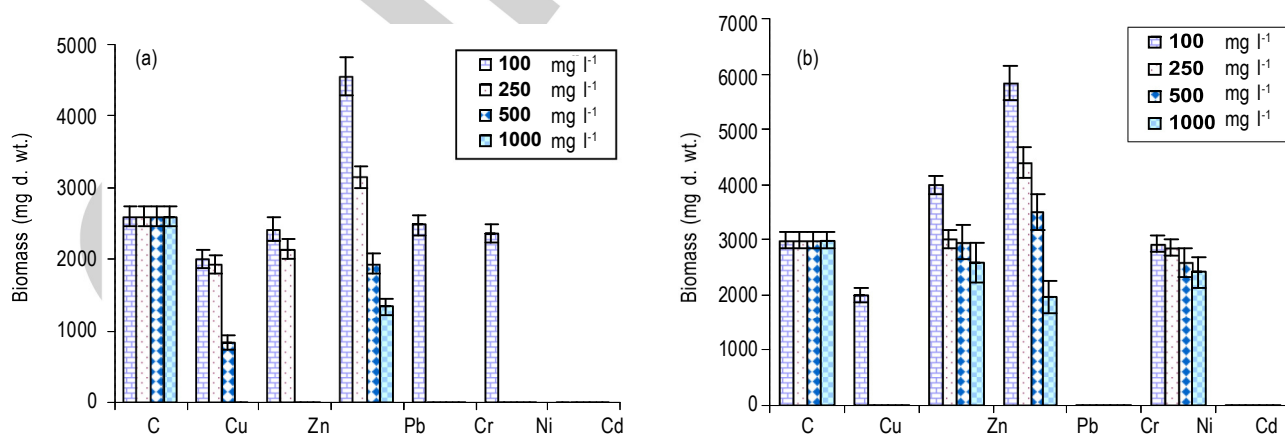 (a)
100 mg l-1
250 mg l-1
500 mg l-1
1000 mg l-1
Biomass (mg d. wt.)
5000
4000
3000
2000
1000
0
C Cu Zn Pb Cr Ni Cd
(b)
100 mg l-1
250 mg l-1
500 mg l-1
1000 mg l-1
Biomass (mg d. wt.)
7000
6000
5000
4000
3000
2000
1000
0
C Cu Zn Pb Cr Ni Cd